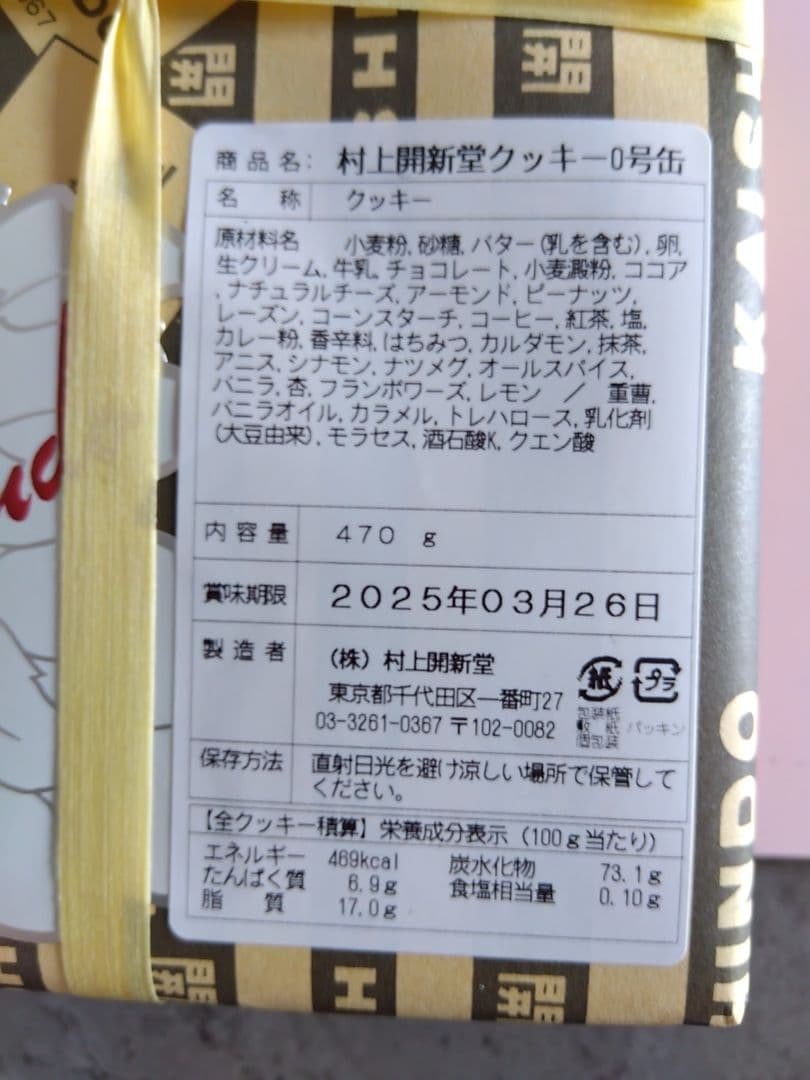 開
開
HS
KAISH
商品名： 村上開新堂クッキー0号缶
名 称 クッキー
原材料名 小麦粉, 砂糖, バター(乳を含む), 卵,
生クリーム, 牛乳, チョコレート, 小麦澱粉, ココア
, ナチュラルチーズ, アーモンド, ピーナッツ,
レーズン, コーンスターチ, コーヒー, 紅茶, 塩,
カレー粉, 香辛料, はちみつ, カルダモン, 抹茶,
アニス, シナモン, ナツメグ, オールスパイス,
バニラ, 杏, フランボワーズ, レモン ／ 重曹,
バニラオイル, カラメル, トレハロース, 乳化剤
(大豆由来), モラセス, 酒石酸K, クエン酸
内容量 470 g
賞味期限 2025年03月26日
製造者 (株) 村上開新堂
東京都千代田区一番町27
03-3261-0367 〒102-0082
紙 プラ
包装紙
紙 パッキン
個包装
保存方法 直射日光を避け涼しい場所で保管して
ください。
【全クッキー積算】栄養成分表示 (100g当たり)
エネルギー 469kcal 炭水化物 73.1g
たんぱく質 6.9g 食塩相当量 0.10g
脂 質 17.0g
HINDO
開
H
開